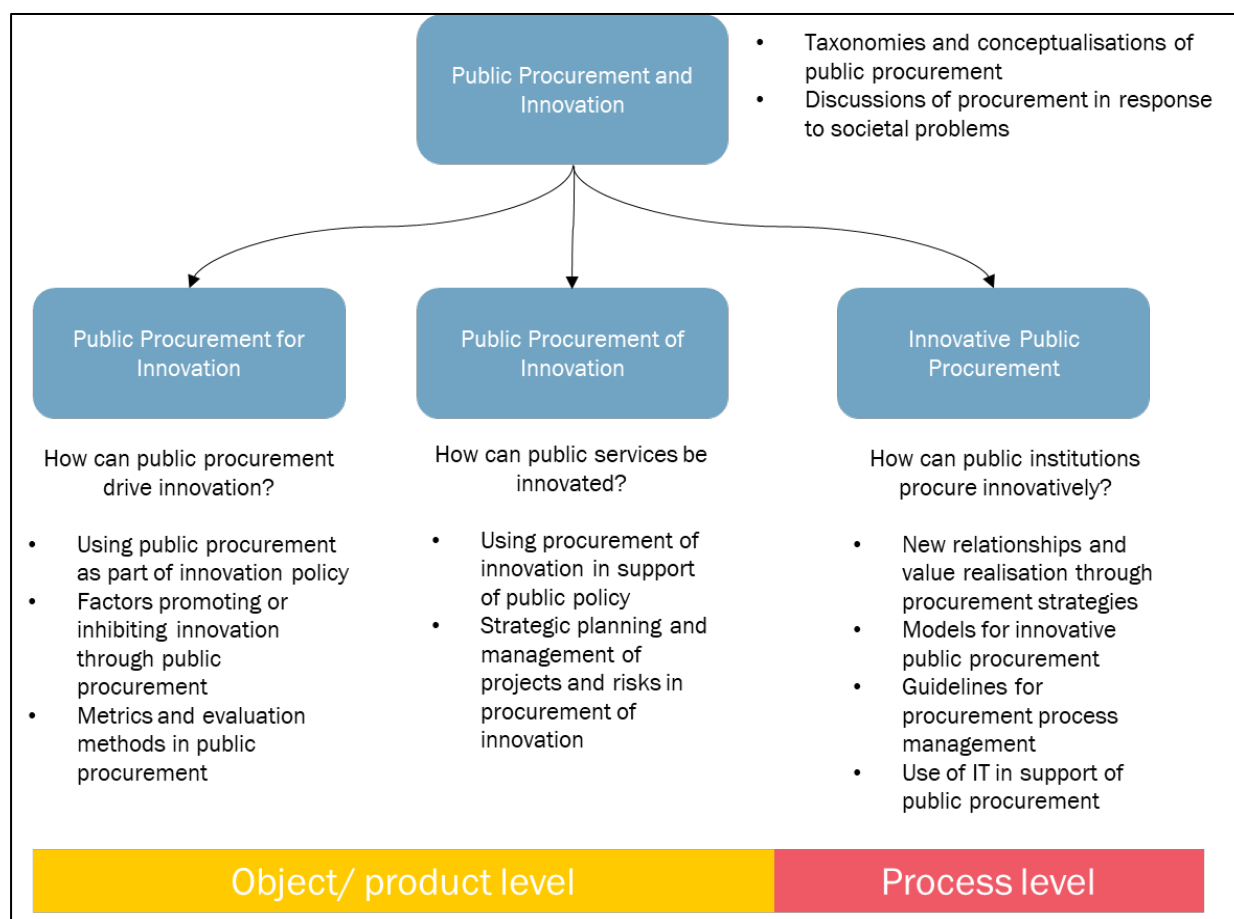 Public Procurement and
Innovation
• Taxonomies and conceptualisations of
public procurement
• Discussions of procurement in response
to societal problems
Public Procurement for
Innovation
How can public procurement
drive innovation?
• Using public procurement
as part of innovation policy
• Factors promoting or
inhibiting innovation
through public
procurement
• Metrics and evaluation
methods in public
procurement
Public Procurement of
Innovation
How can public services be
innovated?
• Using procurement of
innovation in support
of public policy
• Strategic planning and
management of
projects and risks in
procurement of
innovation
Innovative Public
Procurement
How can public institutions
procure innovatively?
• New relationships and
value realisation through
procurement strategies
• Models for innovative
public procurement
• Guidelines for
procurement process
management
• Use of IT in support of
public procurement
Object/ product level
Process level